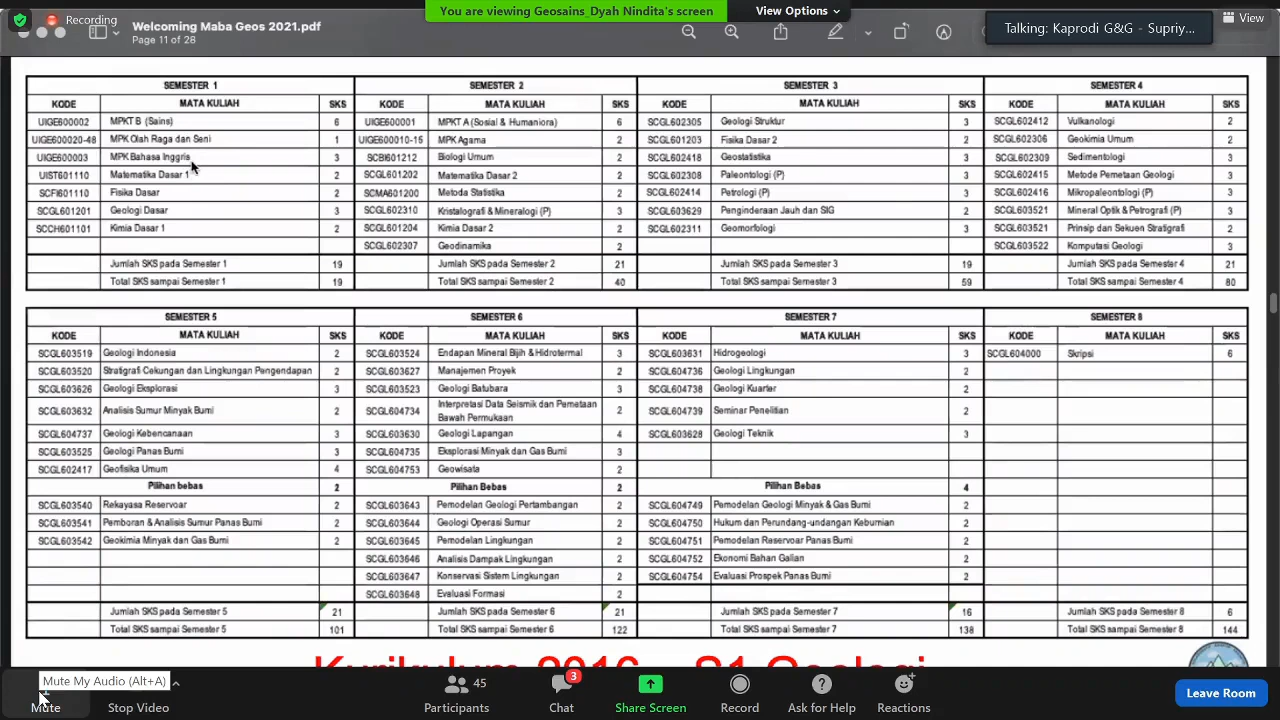 Recording
Welcoming Maba Geos 2021.pdf
Page 11 of 28
You are viewing Geosains_Dyah Nindita's screen
View Options
Talking: Kaprodi G&G - Supriy...
View
SEMESTER 1 SEMESTER 2 SEMESTER 3 SEMESTER 4
KODE MATA KULIAH SKS KODE MATA KULIAH SKS KODE MATA KULIAH SKS KODE MATA KULIAH SKS
UIGE600002 MPKT B (Sains) 6 UIGE600001 MPKT A (Sosial & Humaniora) 6 SCGL602305 Geologi Struktur 3 SCGL602412 Vulkanologi 2
UIGE600020-48 MPK Olah Raga dan Seni 1 UIGE600010-15 MPK Agama 2 SCGL601203 Fisika Dasar 2 2 SCGL602306 Geokimia Umum 2
UIGE600003 MPK Bahasa Inggris 3 SCBI601212 Biologi Umum 2 SCGL602418 Geostatistika 3 SCGL602309 Sedimentologi 3
UIST601110 Matematika Dasar 1 2 SCGL601202 Matematika Dasar 2 2 SCGL602308 Paleontologi (P) 3 SCGL602415 Metode Pemetaan Geologi 3
SCFI601110 Fisika Dasar 2 SCMA601200 Metoda Statistika 2 SCGL602414 Petrologi (P) 3 SCGL602416 Mikropaleontologi (P) 3
SCGL601201 Geologi Dasar 3 SCGL602310 Kristalografi & Mineralogi (P) 3 SCGL603629 Penginderaan Jauh dan SIG 2 SCGL603521 Mineral Optik & Petrografi (P) 3
SCCH601101 Kimia Dasar 1 2 SCGL601204 Kimia Dasar 2 2 SCGL602311 Geomorfologi 3 SCGL603521 Prinsip dan Sekuen Stratigrafi 2
SCGL602307 Geodinamika 2 SCGL603522 Komputasi Geologi 3
Jumlah SKS pada Semester 1 19 Jumlah SKS pada Semester 2 21 Jumlah SKS pada Semester 3 19 Jumlah SKS pada Semester 4 21
Total SKS sampai Semester 1 19 Total SKS sampai Semester 2 40 Total SKS sampai Semester 3 59 Total SKS sampai Semester 4 80
SEMESTER 5 SEMESTER 6 SEMESTER 7 SEMESTER 8
KODE MATA KULIAH SKS KODE MATA KULIAH SKS KODE MATA KULIAH SKS KODE MATA KULIAH SKS
SCGL603519 Geologi Indonesia 2 SCGL603524 Endapan Mineral Bijih & Hidrotermal 3 SCGL603631 Hidrogeologi 3 SCGL604000 Skripsi 6
SCGL603520 Stratigrafi Cekungan dan Lingkungan Pengendapan 2 SCGL603627 Manajemen Proyek 2 SCGL604736 Geologi Lingkungan 2
SCGL603626 Geologi Eksplorasi 3 SCGL603523 Geologi Batubara 3 SCGL604738 Geologi Kuarter 2
SCGL603632 Analisis Sumur Minyak Bumi 2 SCGL604734 Interpretasi Data Seismik dan Pemetaan Bawah Permukaan 2 SCGL604739 Seminar Penelitian 2
SCGL604737 Geologi Kebencanaan 3 SCGL603630 Geologi Lapangan 4 SCGL603628 Geologi Teknik 3
SCGL603525 Geologi Panas Bumi 3 SCGL604735 Eksplorasi Minyak dan Gas Bumi 3
SCGL602417 Geofisika Umum 4 SCGL604753 Geowisata 2
Pilihan bebas 2 Pilihan Bebas 2 Pilihan Bebas 4
SCGL603540 Rekayasa Reservoar 2 SCGL603643 Pemodelan Geologi Pertambangan 2 SCGL604749 Pemodelan Geologi Minyak & Gas Bumi 2
SCGL603541 Pemboran & Analisis Sumur Panas Bumi 2 SCGL603644 Geologi Operasi Sumur 2 SCGL604750 Hukum dan Perundang-undangan Kebumian 2
SCGL603542 Geokimia Minyak dan Gas Bumi 2 SCGL603645 Pemodelan Lingkungan 2 SCGL604751 Pemodelan Reservoar Panas Bumi 2
SCGL603646 Analisis Dampak Lingkungan 2 SCGL604752 Ekonomi Bahan Galian 2
SCGL603647 Konservasi Sistem Lingkungan 2 SCGL604754 Evaluasi Prospek Panas Bumi 2
SCGL603648 Evaluasi Formasi 2
Jumlah SKS pada Semester 5 21 Jumlah SKS pada Semester 6 21 Jumlah SKS pada Semester 7 16 Jumlah SKS pada Semester 8 6
Total SKS sampai Semester 5 101 Total SKS sampai Semester 6 122 Total SKS sampai Semester 7 138 Total SKS sampai Semester 8 144
Kurikulum 2016 S1 Geologi
Mute My Audio (Alt+A)
45
3
Mute
Stop Video
Participants
Chat
Share Screen
Record
Ask for Help
Reactions
Leave Room